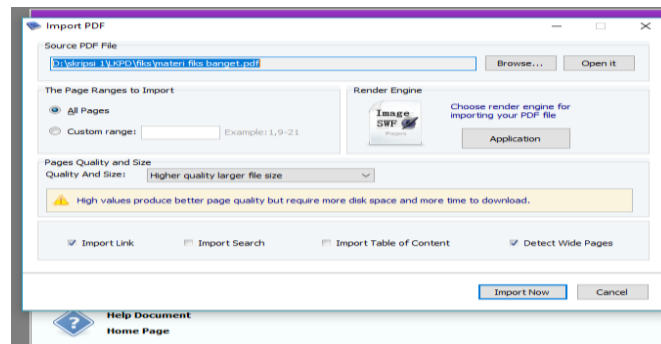 Import PDF
Source PDF File
D:\skripsi 1\LKPD\fiks\materi fiks banget.pdf
Browse...
Open it
The Page Ranges to Import
All Pages
Custom range:
Example: 1,9-21
Render Engine
Image
SWF
Choose render engine for
importing your PDF file
Application
Pages Quality and Size
Quality And Size:
Higher quality larger file size
High values produce better page quality but require more disk space and more time to download.
Import Link
Import Search
Import Table of Content
Detect Wide Pages
Import Now
Cancel
Help Document
Home Page